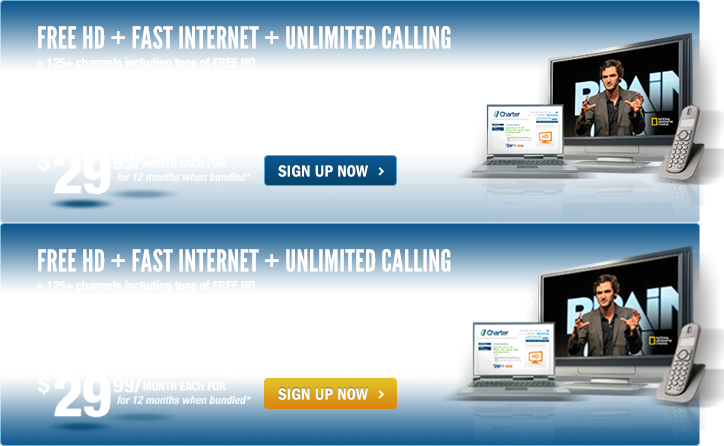 FREE HD + FAST INTERNET + UNLIMITED CALLING
• 125+ channels including tons of FREE HD
BRAIN
NATIONAL
GEOGRAPHIC
CHANNEL
Charter
$29 99/ MONTH EACH FOR
for 12 months when bundled*
SIGN UP NOW >
FREE HD + FAST INTERNET + UNLIMITED CALLING
• 125+ channels including tons of FREE HD
BRAIN
NATIONAL
GEOGRAPHIC
CHANNEL
Charter
$29 99/ MONTH EACH FOR
for 12 months when bundled*
SIGN UP NOW >